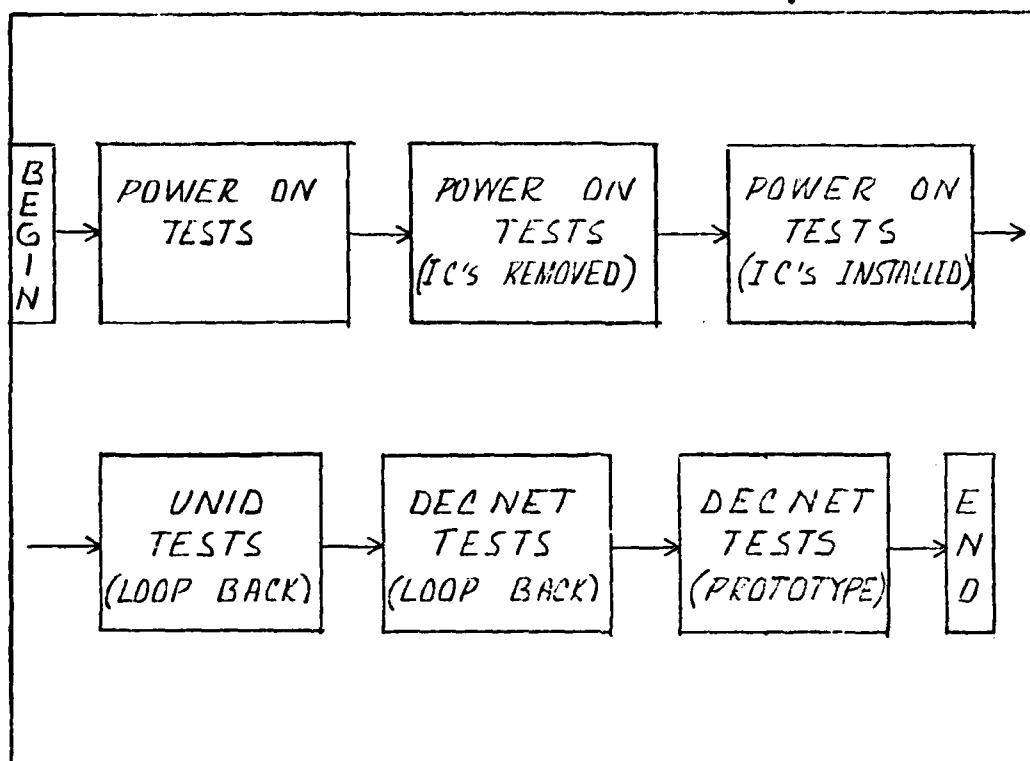 BEGIN
POWER ON
TESTS
POWER ON
TESTS
(IC's REMOVED)
POWER ON
TESTS
(IC's INSTALLED)
UNID
TESTS
(LOOP BACK)
DEC NET
TESTS
(LOOP BACK)
DEC NET
TESTS
(PROTOTYPE)
END